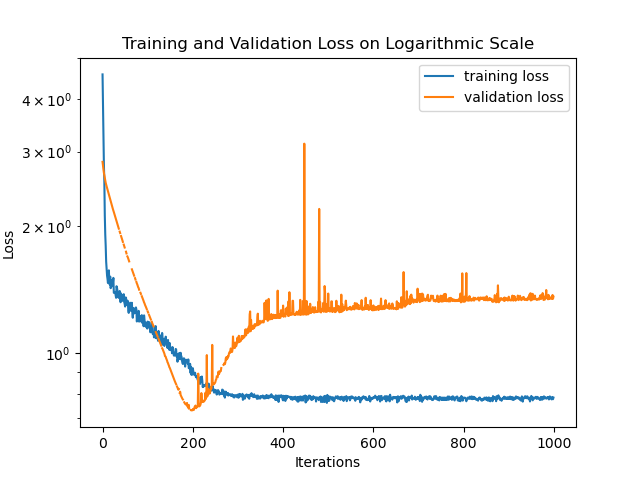 Training and Validation Loss on Logarithmic Scale
training loss
validation loss
4 × 10⁰
3 × 10⁰
2 × 10⁰
10⁰
Loss
0 200 400 600 800 1000
Iterations